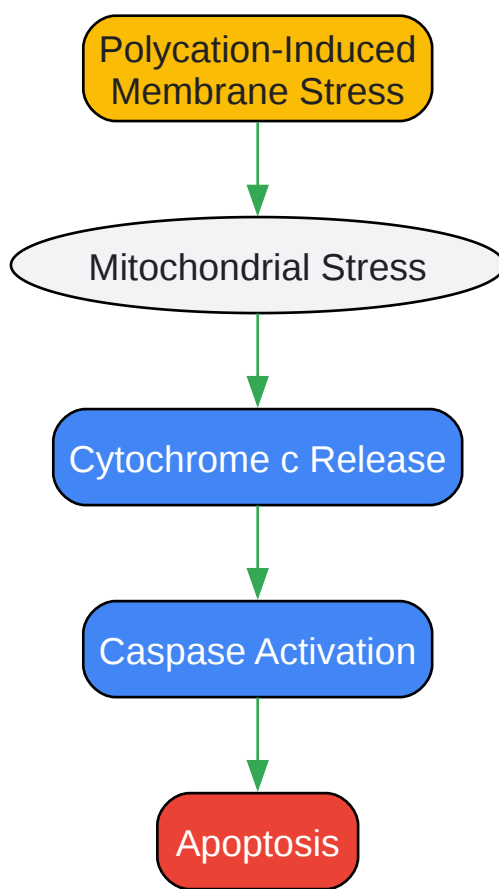 Polycation-Induced
Membrane Stress
Mitochondrial Stress
Cytochrome c Release
Caspase Activation
Apoptosis